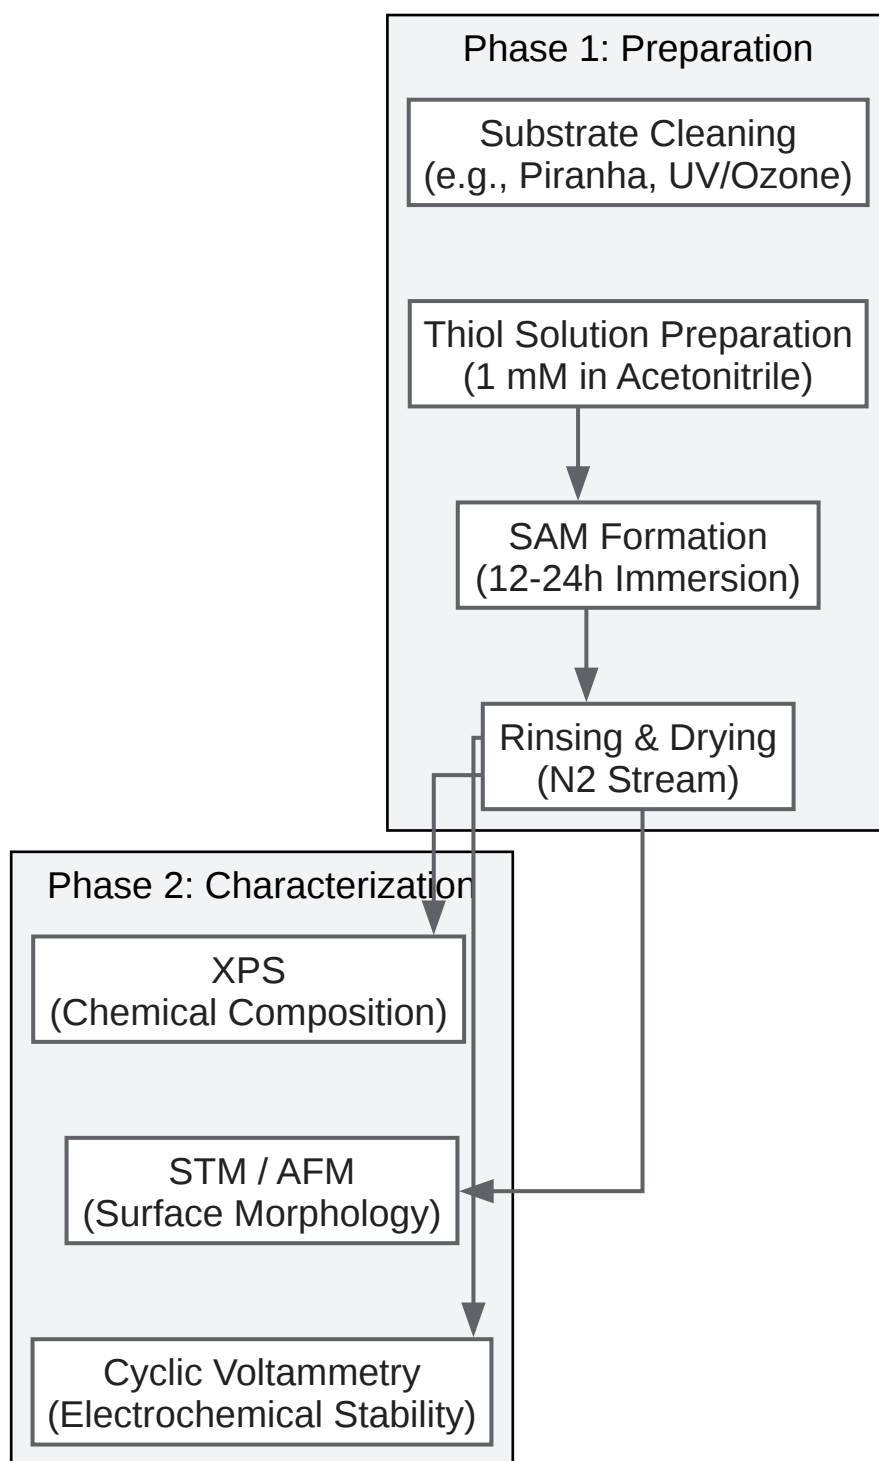 Phase 1: Preparation
Substrate Cleaning
(e.g., Piranha, UV/Ozone)
Thiol Solution Preparation
(1 mM in Acetonitrile)
SAM Formation
(12-24h Immersion)
Rinsing & Drying
(N2 Stream)
Phase 2: Characterization
XPS
(Chemical Composition)
STM / AFM
(Surface Morphology)
Cyclic Voltammetry
(Electrochemical Stability)